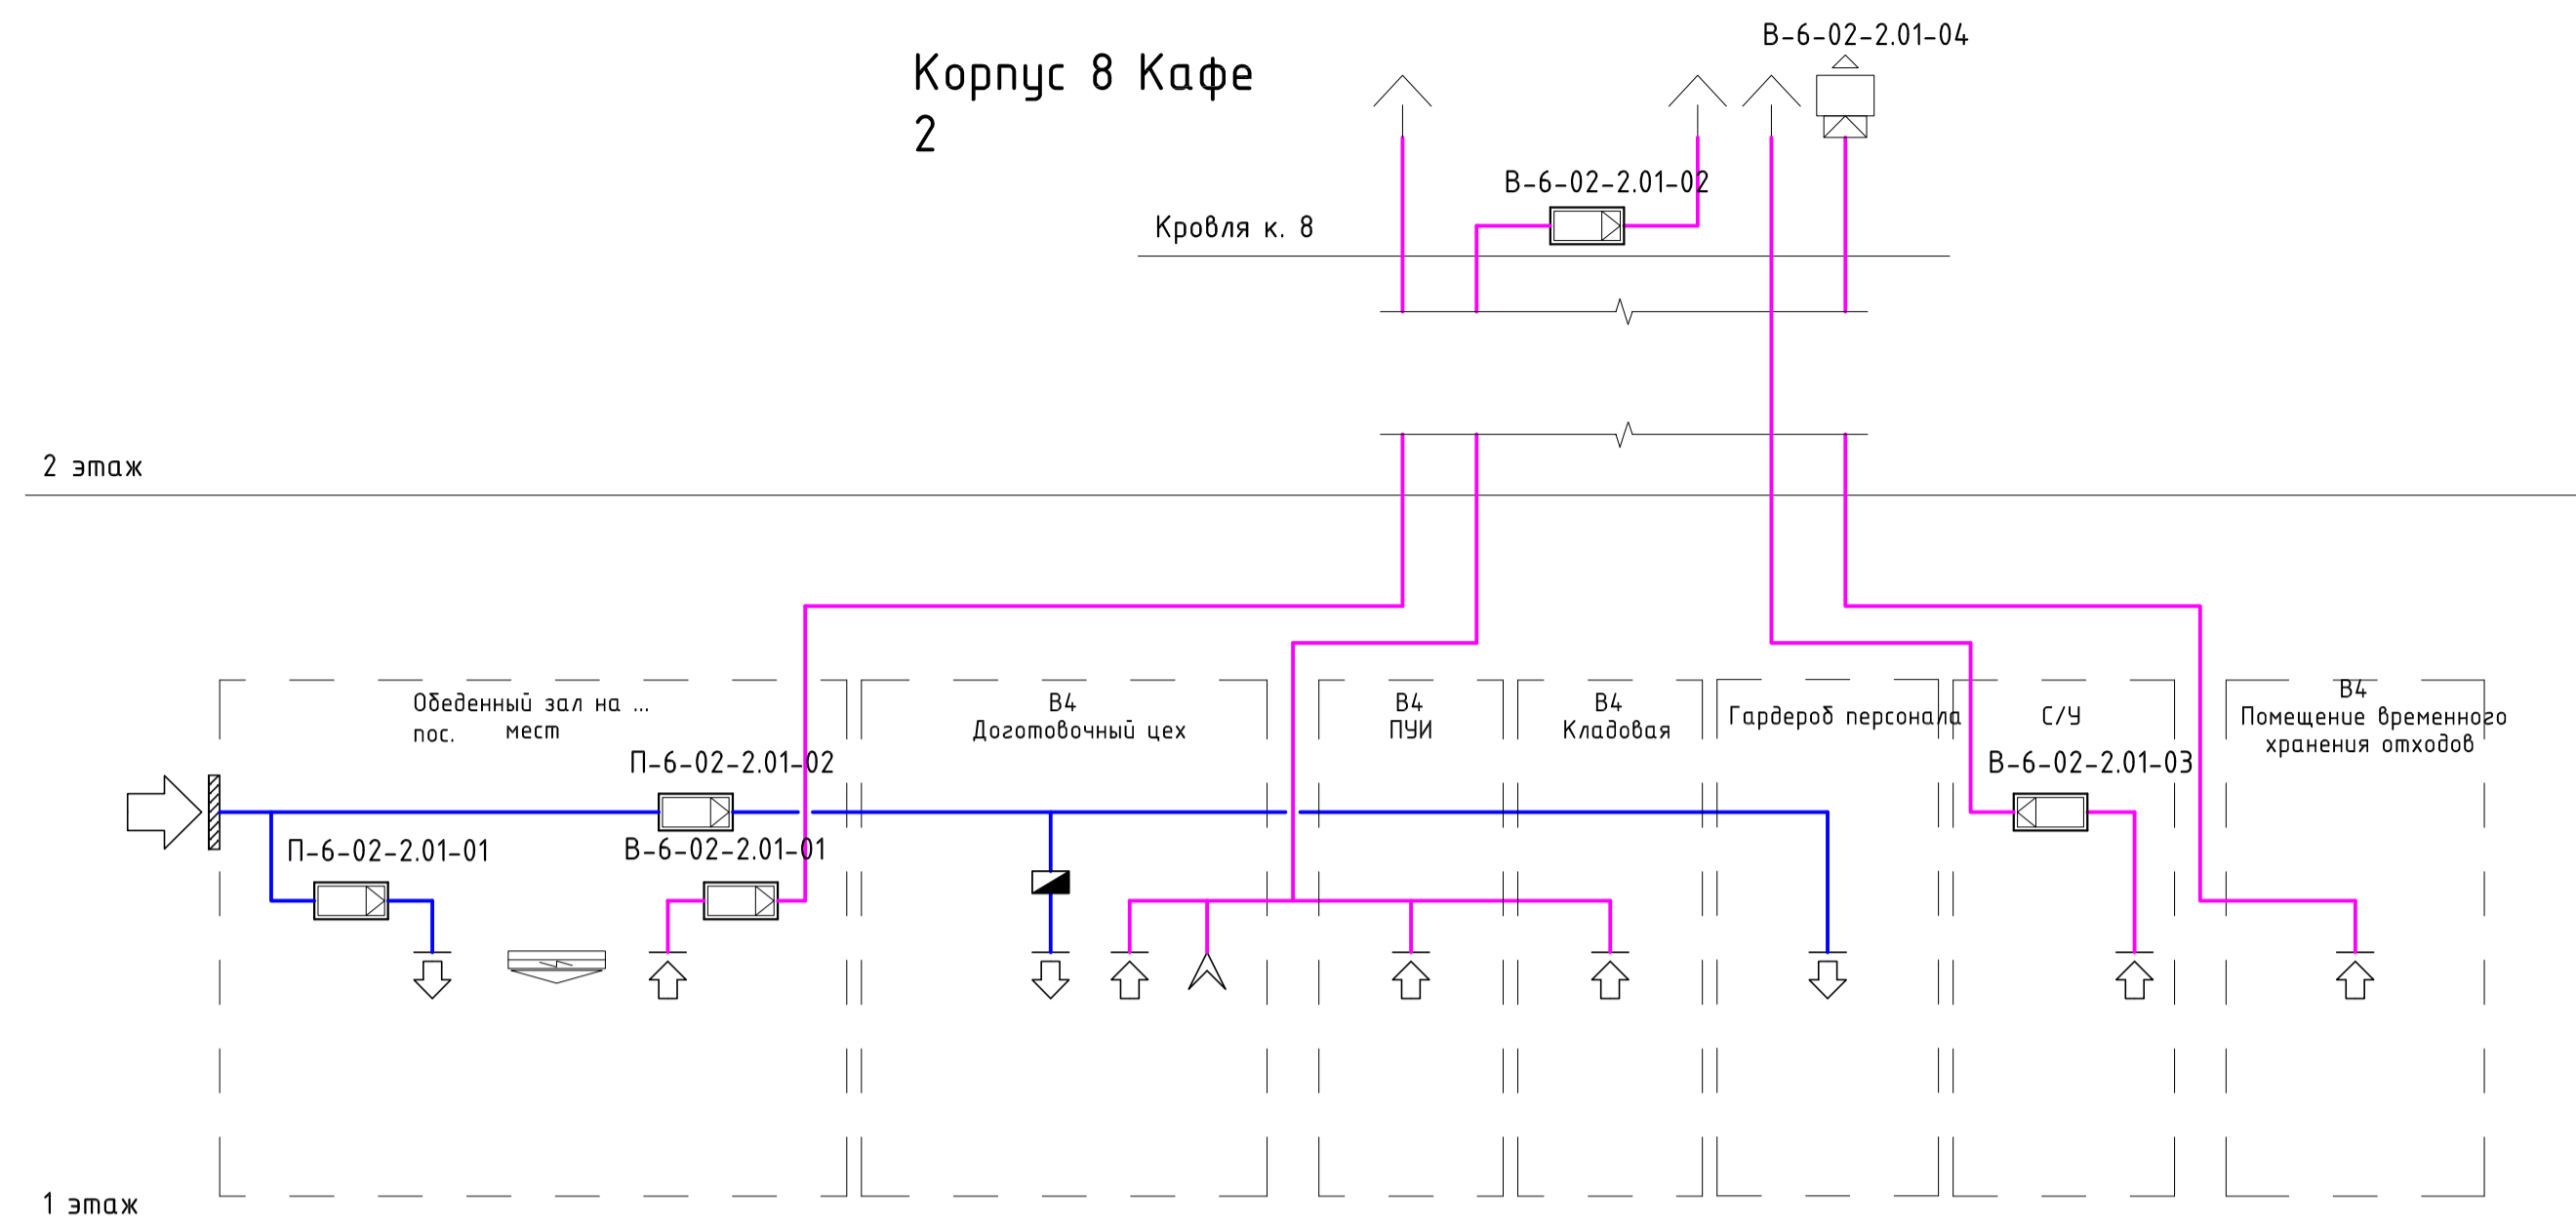 В-6-02-2.01-04
Корпус 8 Кафе
2
В-6-02-2.01-02
Кровля к. 8
2 этаж
Обеденный зал на ...
пос. мест
В4
Доготовочный цех
В4
ПУИ
В4
Кладовая
Гардероб персонала
С/У
В4
Помещение временного
хранения отходов
П-6-02-2.01-02
В-6-02-2.01-03
П-6-02-2.01-01
В-6-02-2.01-01
1 этаж